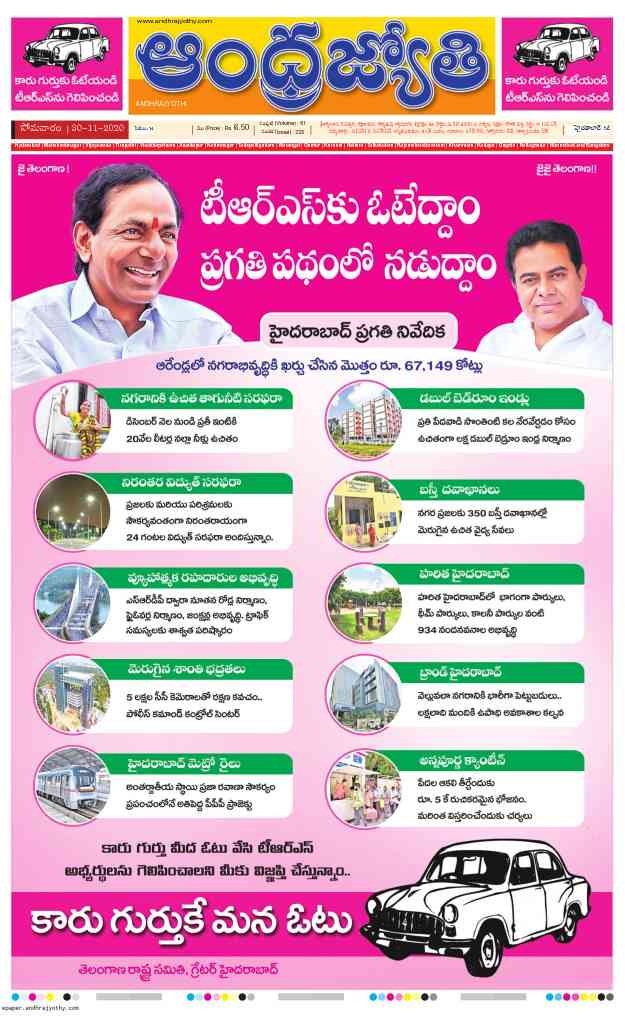 www.andhrajyothy.com
కారు గుర్తుకు ఓటేయండి
టీఆర్ఎస్‌ను గెలిపించండి
ఆంధ్రజ్యోతి
ANDHRAJYOTHI
కారు గుర్తుకు ఓటేయండి
టీఆర్ఎస్‌ను గెలిపించండి
సోమవారం | 30-11-2020
Rs 6.50
హైదరాబాద్
జై తెలంగాణ !
జైజై తెలంగాణ!!
టీఆర్ఎస్‌కు ఓటేద్దాం
ప్రగతి పథంలో నడుద్దాం
హైదరాబాద్ ప్రగతి నివేదిక
ఆరేండ్లలో నగరాభివృద్ధికి ఖర్చు చేసిన మొత్తం రూ. 67,149 కోట్లు
నగరానికి ఉచిత తాగునీటి సరఫరా
డిసెంబర్ నెల నుండి ప్రతీ ఇంటికి
20వేల లీటర్ల నల్లా నీళ్లు ఉచితం
డబుల్ బెడ్‌రూం ఇండ్లు
ప్రతి పేదవాడి సొంతింటి కల నేరవేర్చడం కోసం
ఉచితంగా లక్ష డబుల్ బెడ్రూం ఇండ్ల నిర్మాణం
నిరంతర విద్యుత్ సరఫరా
ప్రజలకు మరియు పరిశ్రమలకు
సౌకర్యవంతంగా నిరంతరాయంగా
24 గంటల విద్యుత్ సరఫరా అందిస్తున్నాం.
బస్తీ దవాఖానలు
నగర ప్రజలకు 350 బస్తీ దవాఖానల్లో
మెరుగైన ఉచిత వైద్య సేవలు
వ్యూహాత్మక రహదారుల అభివృద్ధి
ఎస్ఆర్‌డీపీ ద్వారా నూతన రోడ్ల నిర్మాణం,
ఫ్లైఓవర్ల నిర్మాణం, జంక్షన్ల అభివృద్ధి. ట్రాఫిక్
సమస్యలకు శాశ్వత పరిష్కారం
హరిత హైదరాబాద్
హరిత హైదరాబాద్‌లో భాగంగా పార్కులు,
థీమ్ పార్కులు, కాలనీ పార్కుల వంటి
934 నందనవనాల అభివృద్ధి
మెరుగైన శాంతి భద్రతలు
5 లక్షల సీసీ కెమెరాలతో రక్షణ కవచం..
పోలీస్ కమాండ్ కంట్రోల్ సెంటర్
బ్రాండ్ హైదరాబాద్
వెల్లువలా నగరానికి భారీగా పెట్టుబడులు..
లక్షలాది మందికి ఉపాధి అవకాశాల కల్పన
హైదరాబాద్ మెట్రో రైలు
అంతర్జాతీయ స్థాయి ప్రజా రవాణా సౌకర్యం
ప్రపంచంలోనే అతిపెద్ద పీపీపీ ప్రాజెక్టు
అన్నపూర్ణ క్యాంటీన్
పేదల ఆకలి తీర్చేందుకు
రూ. 5 కే రుచికరమైన భోజనం.
మరింత విస్తరించేందుకు చర్యలు
కారు గుర్తు మీద ఓటు వేసి టీఆర్ఎస్
అభ్యర్థులను గెలిపించాలని మీకు విజ్ఞప్తి చేస్తున్నాం..
కారు గుర్తుకే మన ఓటు
తెలంగాణ రాష్ట్ర సమితి, గ్రేటర్ హైదరాబాద్
epaper.andhrajyothy.com